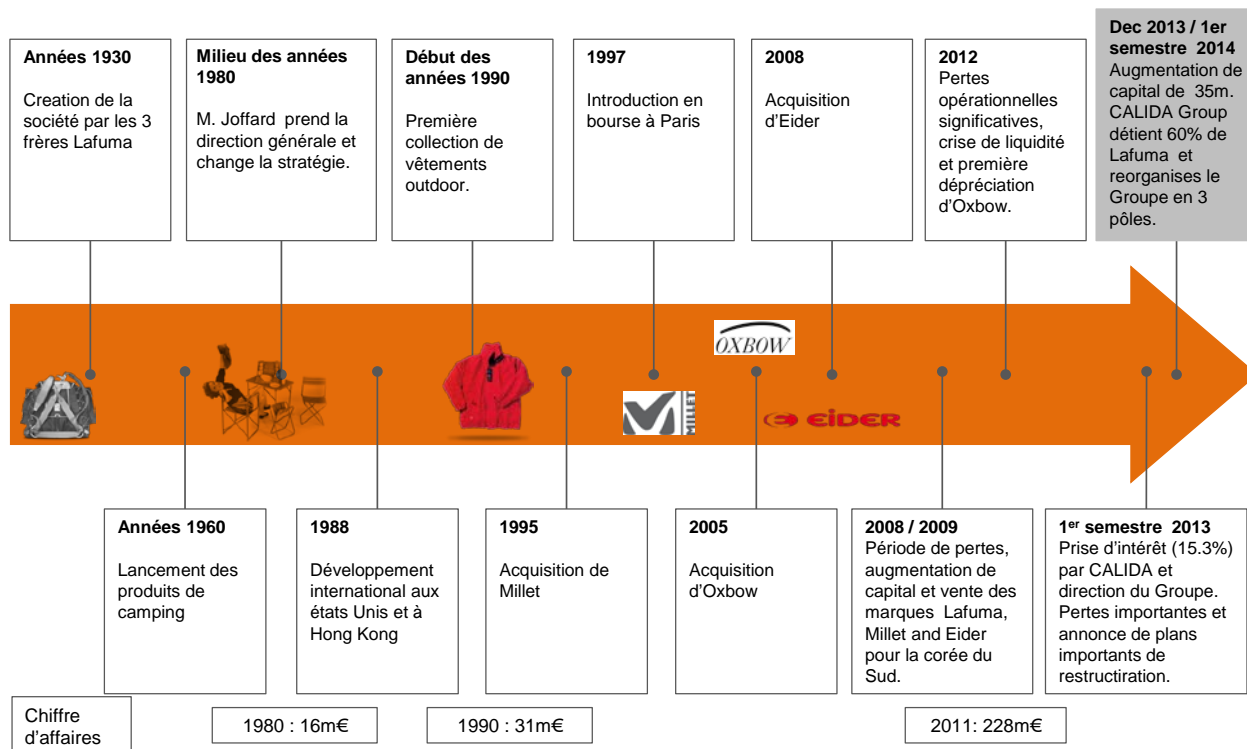 Années 1930
Creation de la
société par les 3
frères Lafuma
Milieu des années
1980
M. Joffard prend la
direction générale et
change la stratégie.
Début des
années 1990
Première
collection de
vêtements
outdoor.
1997
Introduction en
bourse à Paris
2008
Acquisition
d'Eider
2012
Pertes
opérationnelles
significatives,
crise de liquidité
et première
dépréciation
d'Oxbow.
Dec 2013 / 1er
semestre 2014
Augmentation de
capital de 35m.
CALIDA Group
détient 60% de
Lafuma et
reorganises le
Groupe en 3
pôles.
OXBOW
MILLET
EIDER
Années 1960
Lancement des
produits de
camping
1988
Développement
international aux
états Unis et à
Hong Kong
1995
Acquisition de
Millet
2005
Acquisition
d'Oxbow
2008 / 2009
Période de pertes,
augmentation de
capital et vente des
marques Lafuma,
Millet and Eider
pour la corée du
Sud.
1er semestre 2013
Prise d'intérêt (15.3%)
par CALIDA et
direction du Groupe.
Pertes importantes et
annonce de plans
importants de
restructiration.
Chiffre
d'affaires
1980 : 16m€
1990 : 31m€
2011: 228m€